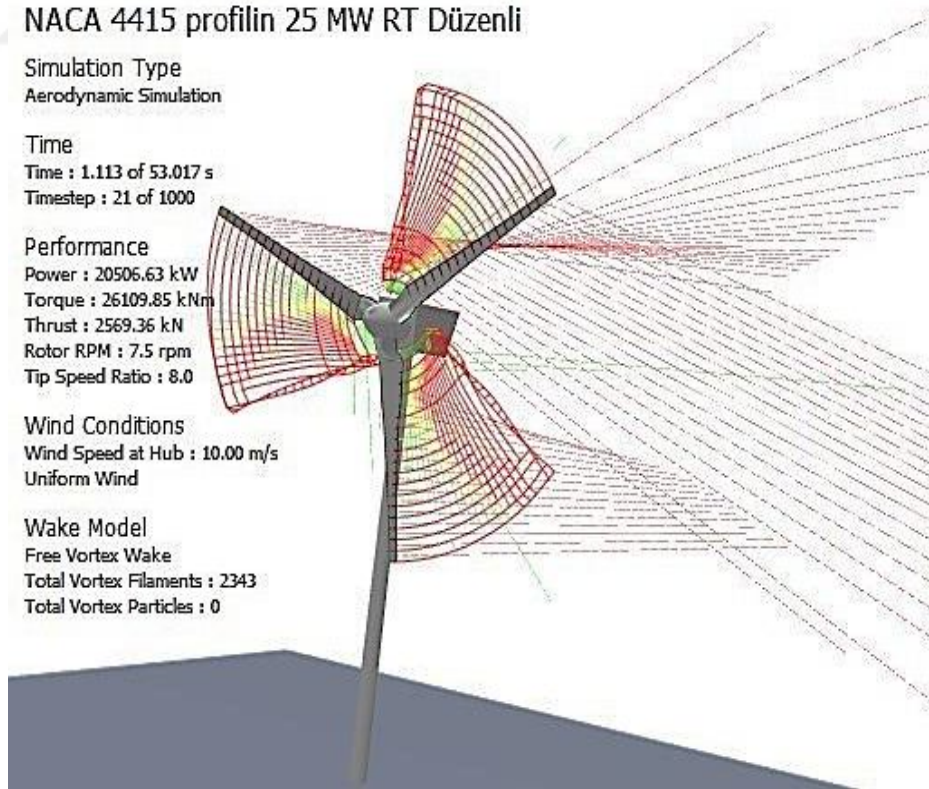 NACA 4415 profilin 25 MW RT Düzenli
Simulation Type
Aerodynamic Simulation
Time
Time : 1.113 of 53.017 s
Timestep : 21 of 1000
Performance
Power : 20506.63 kW
Torque : 26109.85 kNm
Thrust : 2569.36 kN
Rotor RPM : 7.5 rpm
Tip Speed Ratio : 8.0
Wind Conditions
Wind Speed at Hub : 10.00 m/s
Uniform Wind
Wake Model
Free Vortex Wake
Total Vortex Filaments : 2343
Total Vortex Particles : 0